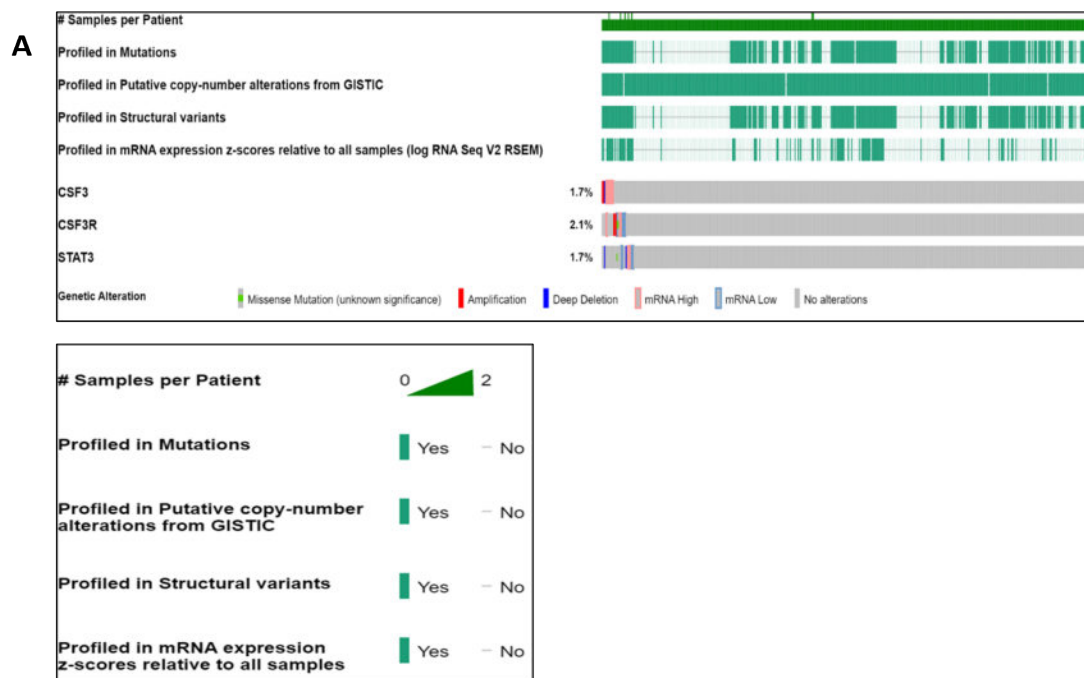 A
# Samples per Patient
Profiled in Mutations
Profiled in Putative copy-number alterations from GISTIC
Profiled in Structural variants
Profiled in mRNA expression z-scores relative to all samples (log RNA Seq V2 RSEM)
CSF3 1.7%
CSF3R 2.1%
STAT3 1.7%
Genetic Alteration Missense Mutation (unknown significance) Amplification Deep Deletion mRNA High mRNA Low No alterations
# Samples per Patient 0 2
Profiled in Mutations Yes No
Profiled in Putative copy-number
alterations from GISTIC Yes No
Profiled in Structural variants Yes No
Profiled in mRNA expression
z-scores relative to all samples Yes No